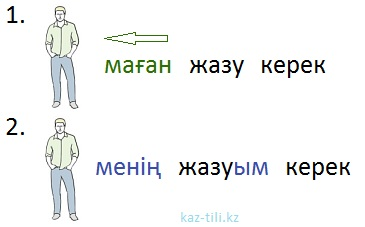 1.
маған жазу керек
2.
менің жазуым керек
kaz-tili.kz